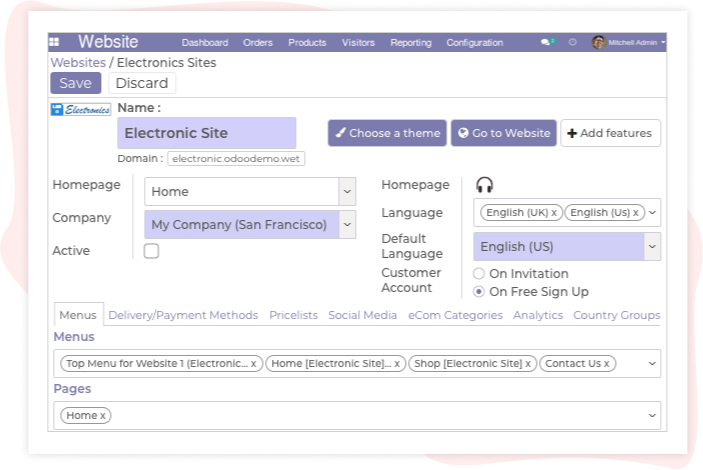 Website Dashboard Orders Products Visitors Reporting Configuration 2 Mitchell Admin
Websites / Electronics Sites
Save Discard
Electronics Name :
Electronic Site Choose a theme Go to Website Add features
Domain : electronic.odoodemo.wet
Homepage Home Homepage
Company My Company (San Francisco) Language English (UK) x English (Us) x
Active Default Language English (US)
Customer Account On Invitation
On Free Sign Up
Menus Delivery/Payment Methods Pricelists Social Media eCom Categories Analytics Country Groups
Menus
Top Menu for Website 1 (Electronic... x Home [Electronic Site]... x Shop [Electronic Site] x Contact Us x
Pages
Home x